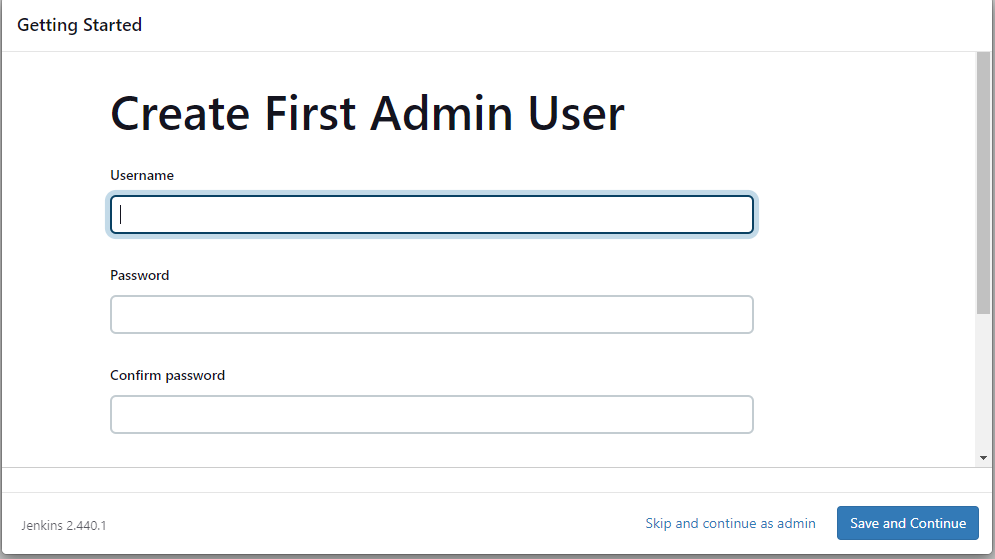 Getting Started
Create First Admin User
Username
Password
Confirm password
Jenkins 2.440.1
Skip and continue as admin
Save and Continue